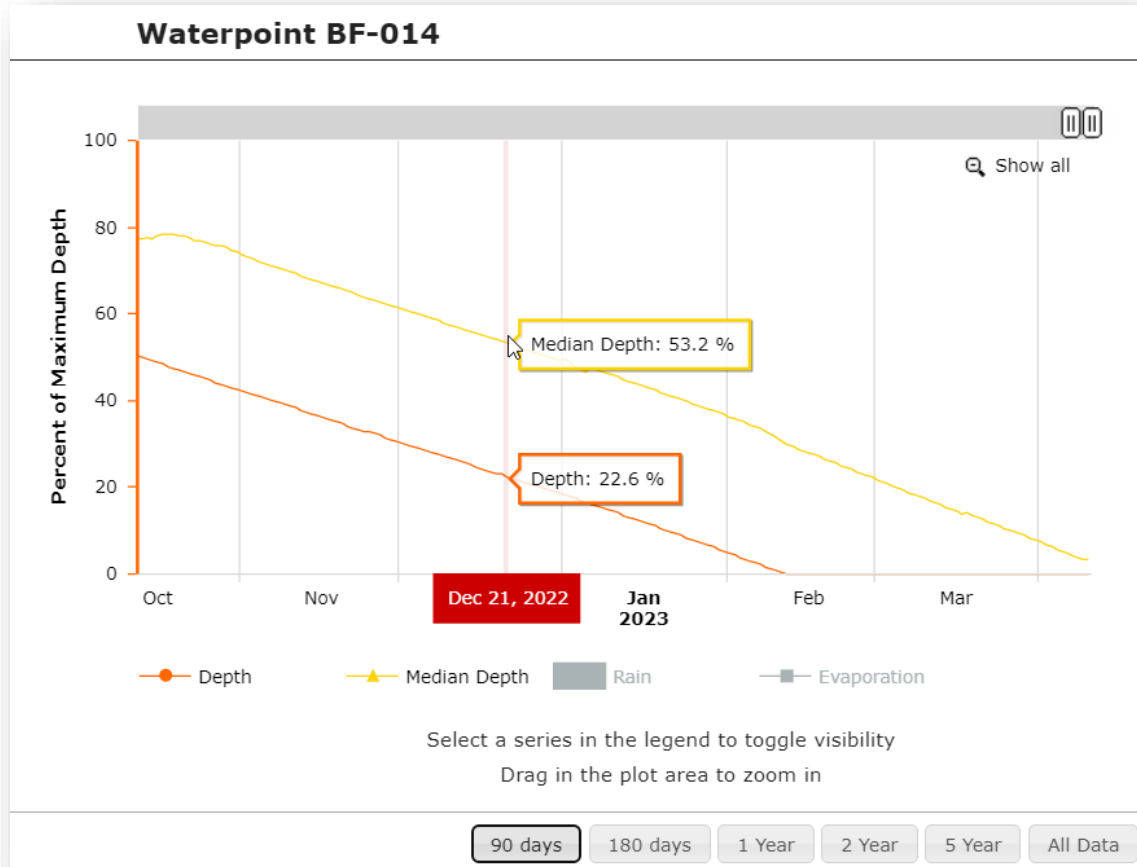 Waterpoint BF-014
Show all
Percent of Maximum Depth
100
80
60
40
20
0
Median Depth: 53.2 %
Depth: 22.6 %
Oct Nov Dec 21, 2022 Jan Feb Mar
2023
Depth Median Depth Rain Evaporation
Select a series in the legend to toggle visibility
Drag in the plot area to zoom in
90 days 180 days 1 Year 2 Year 5 Year All Data